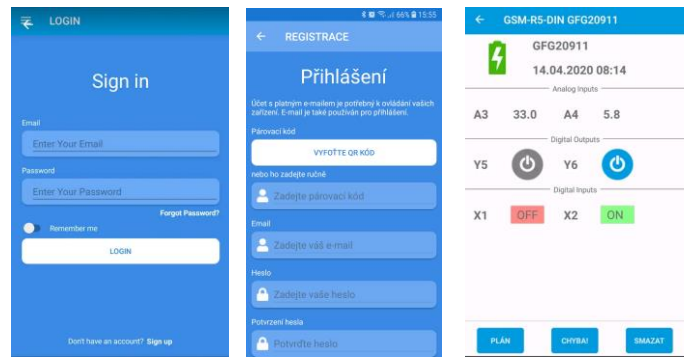 LOGIN
Sign in
Email
Enter Your Email
Password
Enter Your Password
Forgot Password?
Remember me
LOGIN
Don't have an account? Sign up
66% 15:55
REGISTRACE
Přihlášení
Účet s platným e-mailem je potřebný k ovládání vašich
zařízení. E-mail je také používán pro přihlášení.
Párovací kód
VYFOŤTE QR KÓD
nebo ho zadejte ručně
Zadejte párovací kód
Email
Zadejte váš e-mail
Heslo
Zadejte vaše heslo
Potvrzení hesla
Potvrďte heslo
GSM-R5-DIN GFG20911
GFG20911
14.04.2020 08:14
Analog Inputs
A3 33.0 A4 5.8
Digital Outputs
Y5 Y6
Digital Inputs
X1 OFF X2 ON
PLÁN CHYBA! SMAZAT